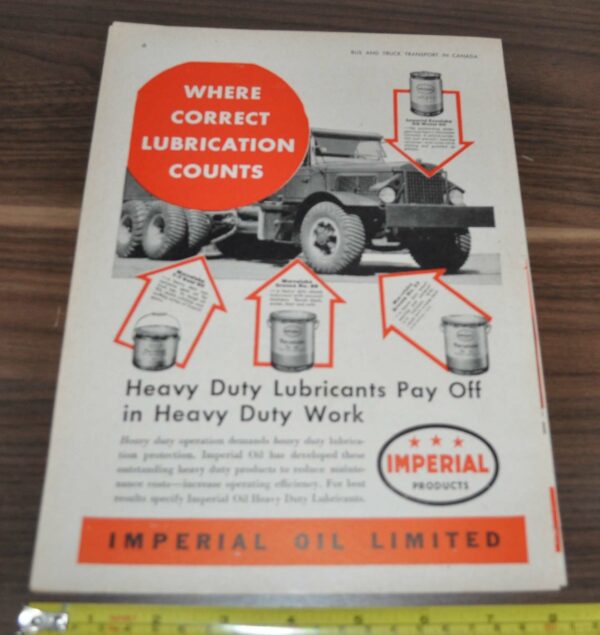 BUS AND TRUCK TRANSPORT IN CANADA
WHERE
CORRECT
LUBRICATION
COUNTS
Heavy Duty Lubricants Pay Off
in Heavy Duty Work
Heavy duty operation demands heavy duty lubrica-
tion protection. Imperial Oil has developed these
outstanding heavy duty products to reduce mainte-
nance costs—increase operating efficiency. For best
results specify Imperial Oil Heavy Duty Lubricants.
IMPERIAL
PRODUCTS
IMPERIAL OIL LIMITED